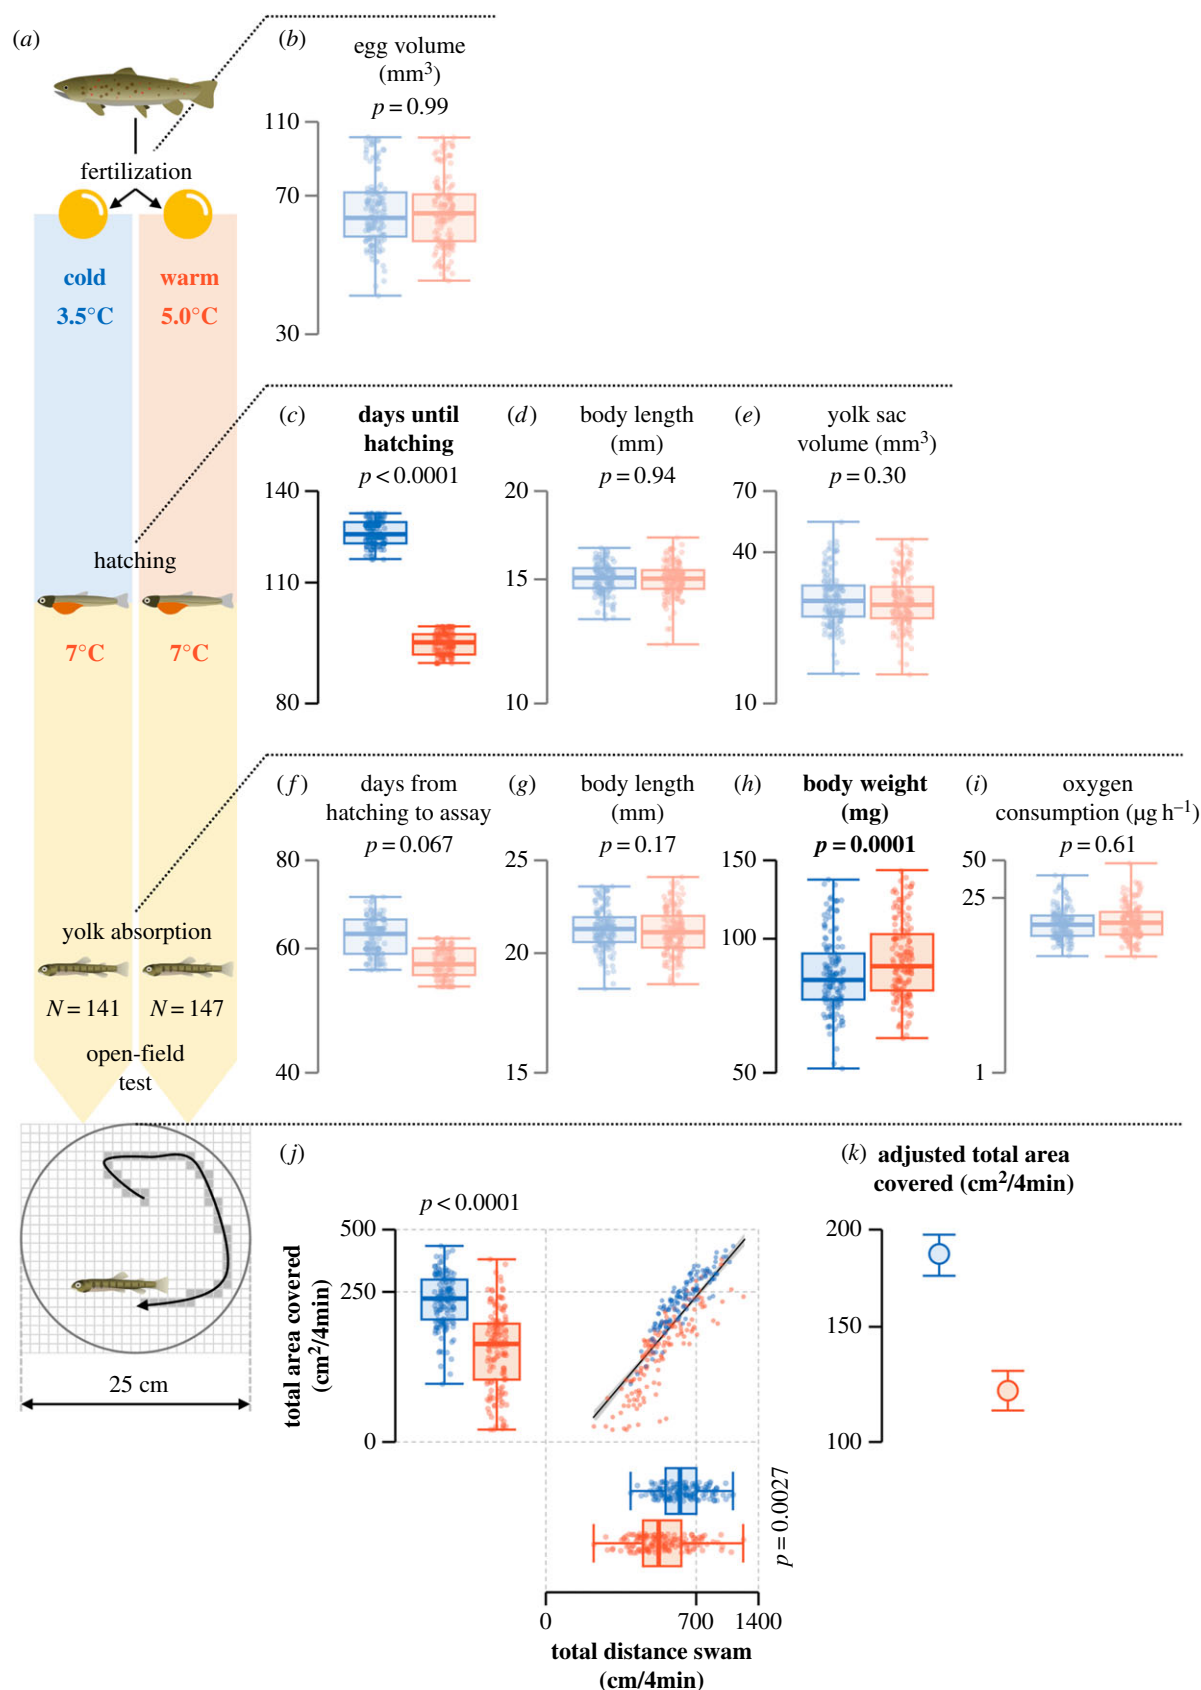 (a)
fertilization
cold
warm
3.5°C
5.0°C
hatching
7°C
7°C
yolk absorption
N = 141
N = 147
open-field
test
25 cm
(b)
egg volume
(mm³)
p = 0.99
110
70
30
(c)
days until
hatching
p < 0.0001
140
110
80
(d)
body length
(mm)
p = 0.94
20
15
10
(e)
yolk sac
volume (mm³)
p = 0.30
70
40
10
(f)
days from
hatching to assay
p = 0.067
80
60
40
(g)
body length
(mm)
p = 0.17
25
20
15
(h)
body weight
(mg)
p = 0.0001
150
100
50
(i)
oxygen
consumption (µg h⁻¹)
p = 0.61
50
25
1
(j)
p < 0.0001
total area covered
(cm²/4min)
500
250
0
p = 0.0027
0
700
1400
total distance swam
(cm/4min)
(k)
adjusted total area
covered (cm²/4min)
200
150
100